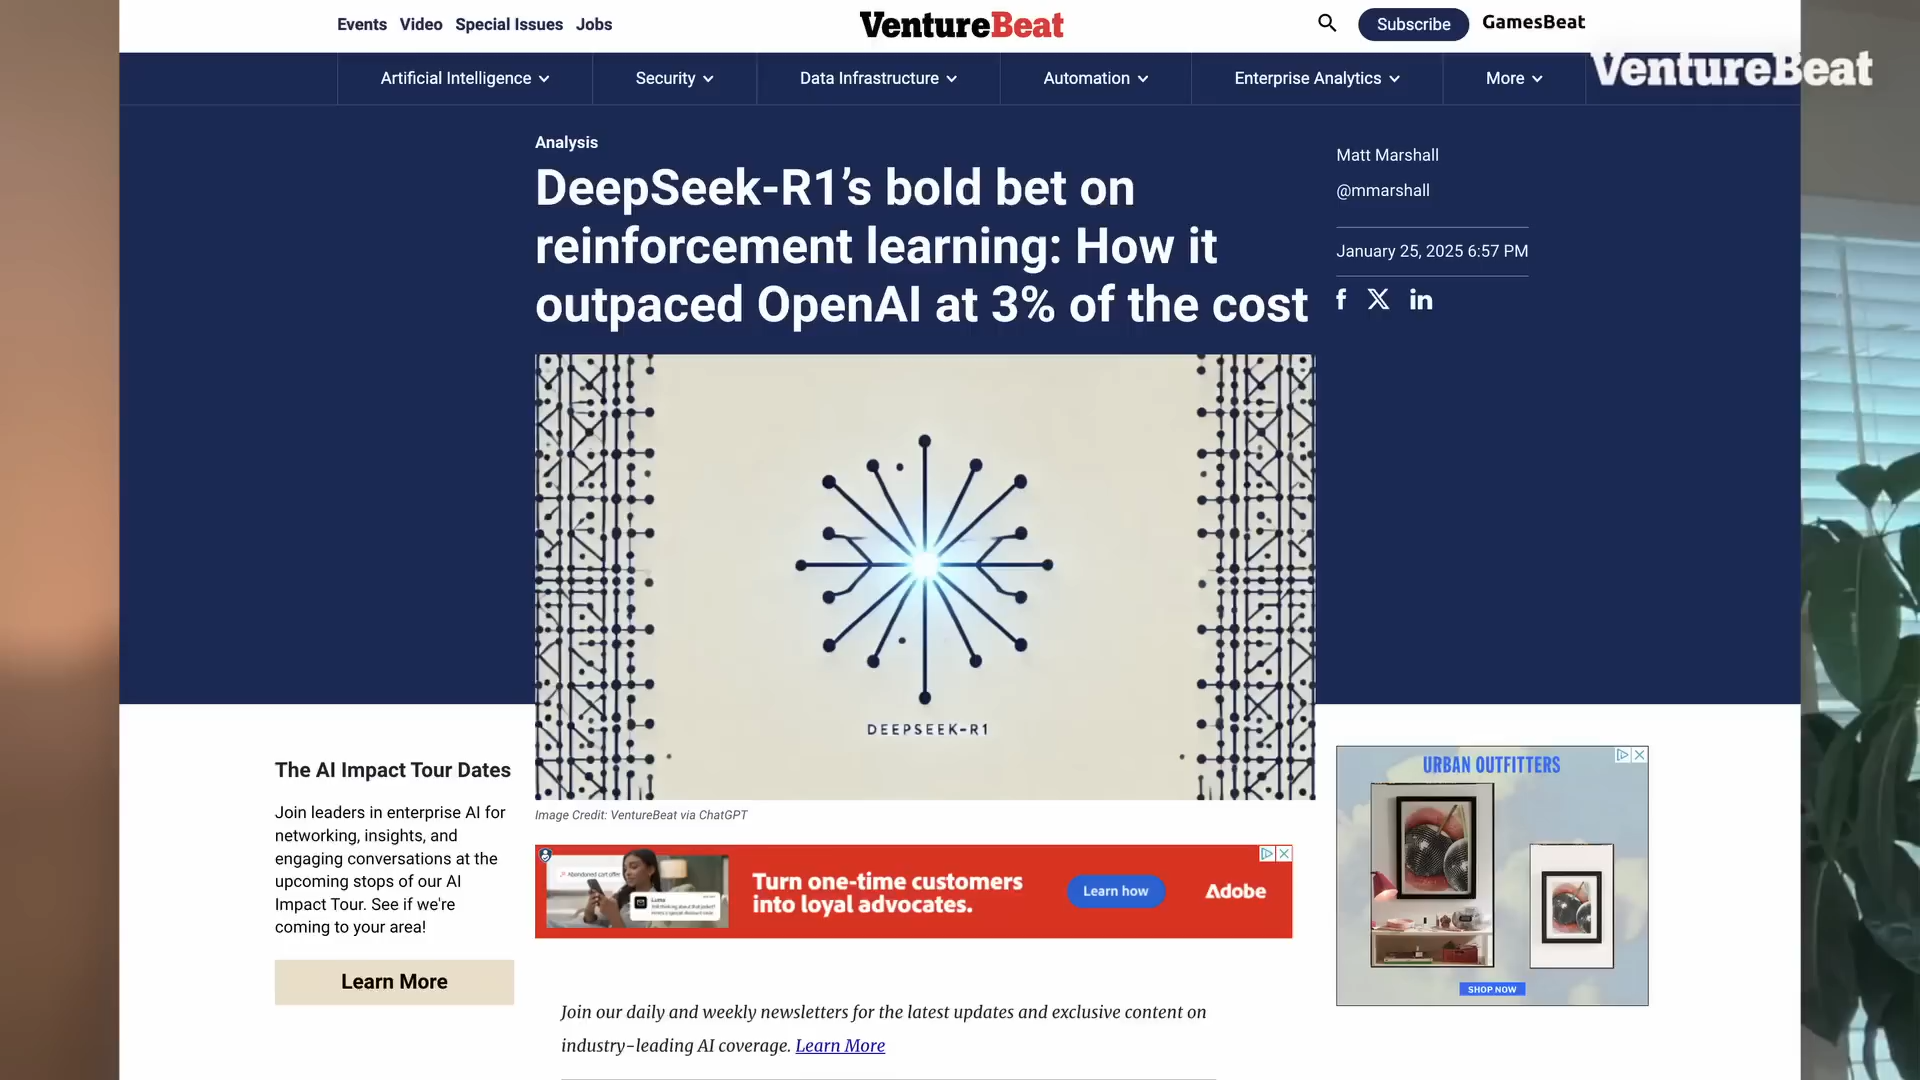 Events Video Special Issues Jobs
VentureBeat
Subscribe
GamesBeat
Artificial Intelligence
Security
Data Infrastructure
Automation
Enterprise Analytics
More
VentureBeat
Analysis
DeepSeek-R1’s bold bet on
reinforcement learning: How it
outpaced OpenAI at 3% of the cost
Matt Marshall
@mmarshall
January 25, 2025 6:57 PM
DEEPSEEK-R1
Image Credit: VentureBeat via ChatGPT
The AI Impact Tour Dates
Join leaders in enterprise AI for
networking, insights, and
engaging conversations at the
upcoming stops of our AI
Impact Tour. See if we're
coming to your area!
Learn More
Abandoned cart offer
Luma
Turn one-time customers
into loyal advocates.
Learn how
Adobe
URBAN OUTFITTERS
SHOP NOW
Join our daily and weekly newsletters for the latest updates and exclusive content on
industry-leading AI coverage. Learn More